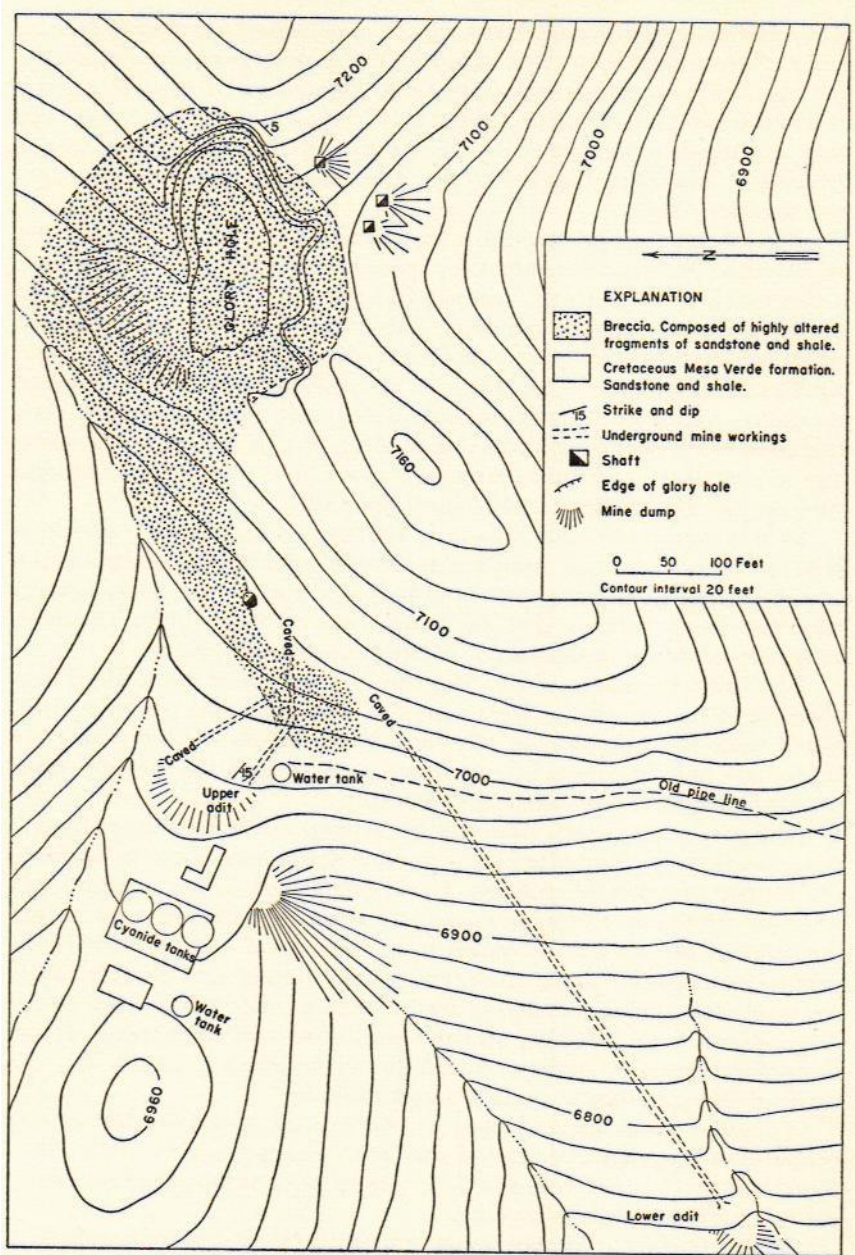 7200
7100
7000
6900
15
GLORY HOLE
N
EXPLANATION
Breccia. Composed of highly altered
fragments of sandstone and shale.
Cretaceous Mesa Verde formation.
Sandstone and shale.
15 Strike and dip
Underground mine workings
Shaft
Edge of glory hole
Mine dump
0 50 100 Feet
Contour interval 20 feet
7160
7100
Caved
Caved
Caved
7000
15
Water tank
Old pipe line
Upper
adit
6900
Cyanide tanks
Water
tank
6960
6800
Lower adit